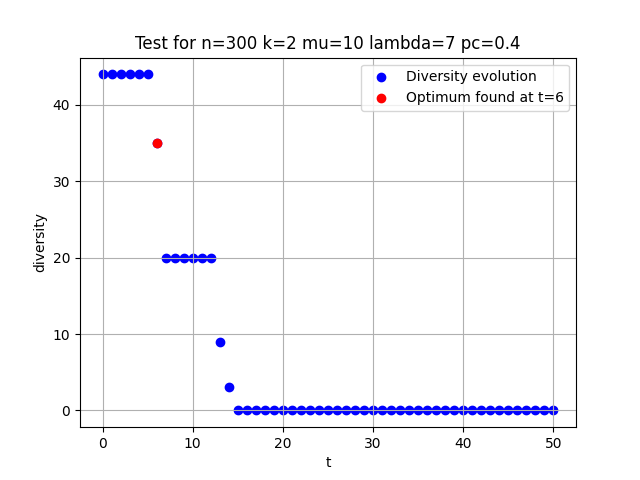 Test for n=300 k=2 mu=10 lambda=7 pc=0.4
Diversity evolution
Optimum found at t=6
diversity
40
30
20
10
0
0
10
20
30
40
50
t